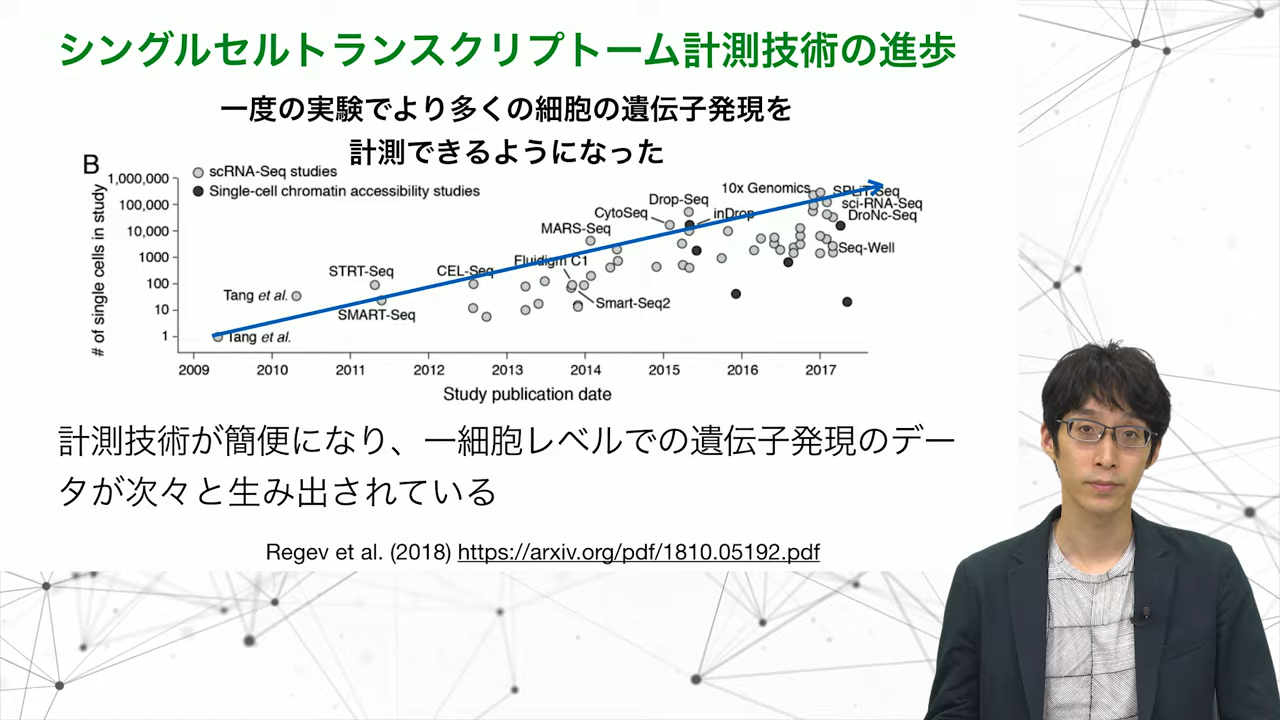 シングルセルトランスクリプトーム計測技術の進歩
一度の実験でより多くの細胞の遺伝子発現を
計測できるようになった
B
scRNA-Seq studies
Single-cell chromatin accessibility studies
# of single cells in study
1,000,000
100,000
10,000
1000
100
10
1
Tang et al.
Tang et al.
STRT-Seq
SMART-Seq
CEL-Seq
Fluidigm C1
Smart-Seq2
MARS-Seq
CytoSeq
Drop-Seq
inDrop
10x Genomics
SPLiT-Seq
sci-RNA-Seq
DroNc-Seq
Seq-Well
2009 2010 2011 2012 2013 2014 2015 2016 2017
Study publication date
計測技術が簡便になり、一細胞レベルでの遺伝子発現のデー
タが次々と生み出されている
Regev et al. (2018) https://arxiv.org/pdf/1810.05192.pdf